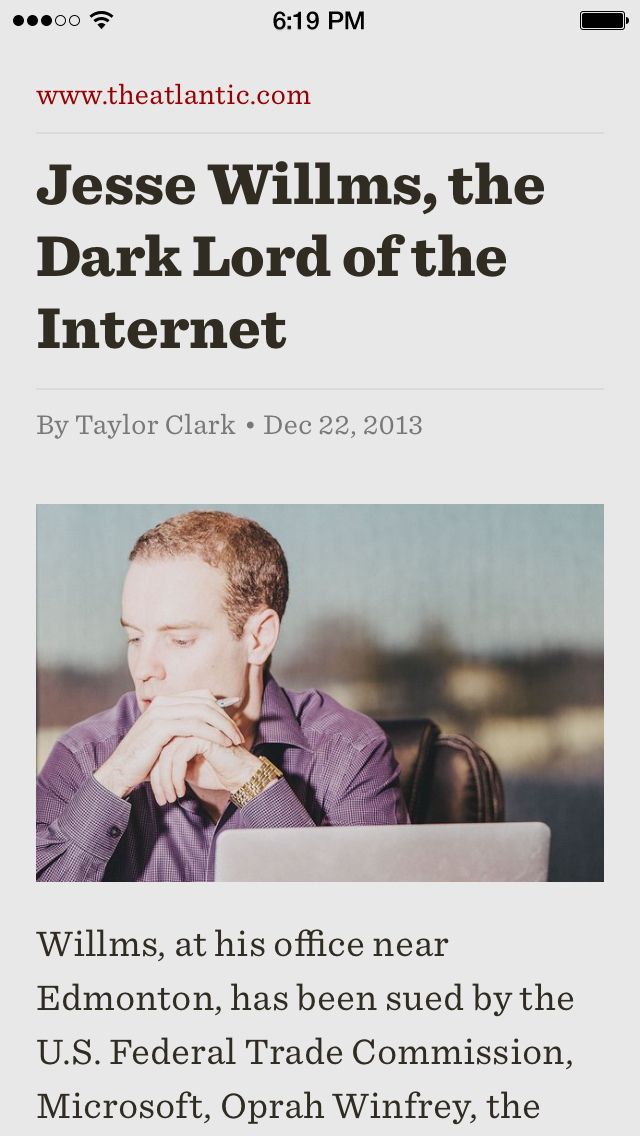 6:19 PM
www.theatlantic.com
Jesse Willms, the
Dark Lord of the
Internet
By Taylor Clark • Dec 22, 2013
Willms, at his office near
Edmonton, has been sued by the
U.S. Federal Trade Commission,
Microsoft, Oprah Winfrey, the